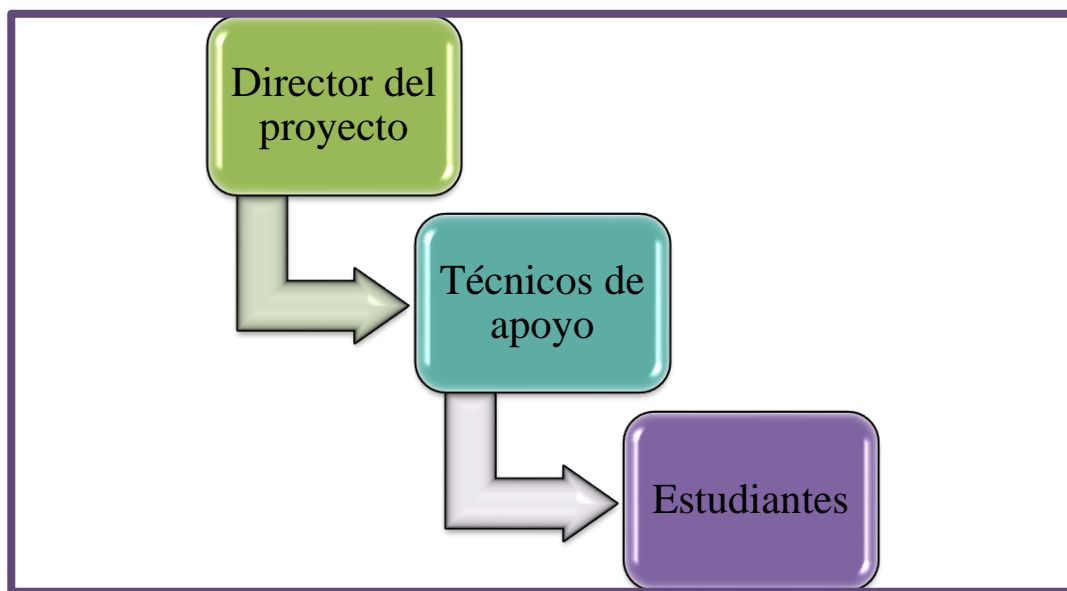 Director del
proyecto
Técnicos de
apoyo
Estudiantes